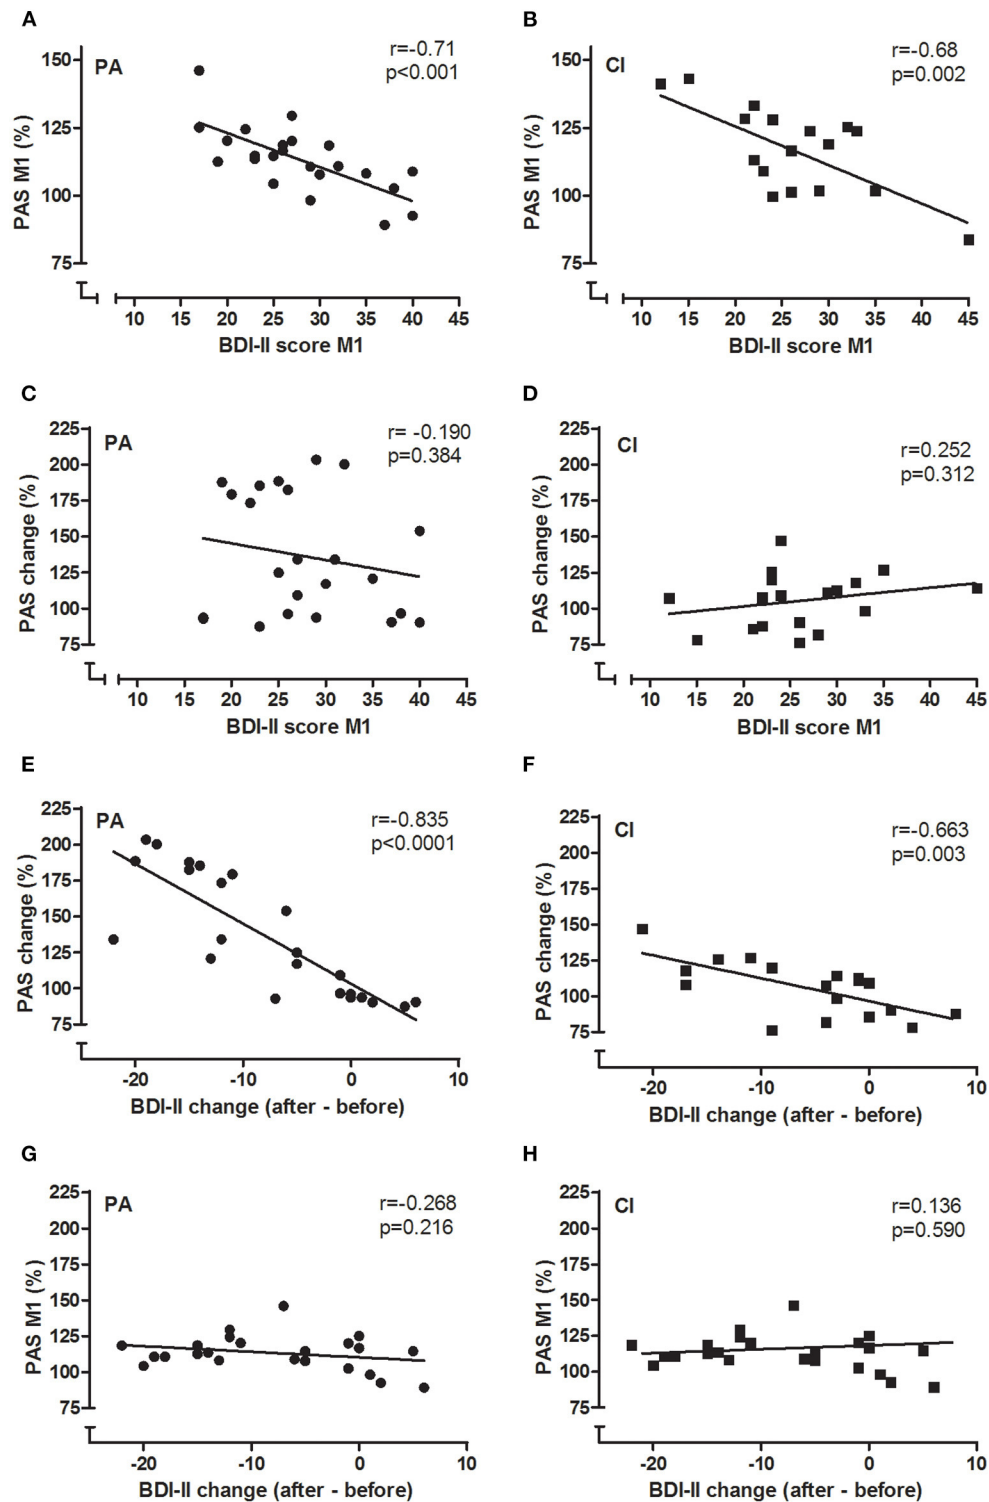 A
PA
r=-0.71
p<0.001
PAS M1 (%)
150
125
100
75
10 15 20 25 30 35 40 45
BDI-II score M1
B
CI
r=-0.68
p=0.002
PAS M1 (%)
150
125
100
75
10 15 20 25 30 35 40 45
BDI-II score M1
C
PA
r= -0.190
p=0.384
PAS change (%)
225
200
175
150
125
100
75
10 15 20 25 30 35 40 45
BDI-II score M1
D
CI
r=0.252
p=0.312
PAS change (%)
225
200
175
150
125
100
75
10 15 20 25 30 35 40 45
BDI-II score M1
E
PA
r=-0.835
p<0.0001
PAS change (%)
225
200
175
150
125
100
75
-20 -10 0 10
BDI-II change (after - before)
F
CI
r=-0.663
p=0.003
PAS change (%)
225
200
175
150
125
100
75
-20 -10 0 10
BDI-II change (after - before)
G
PA
r=-0.268
p=0.216
PAS M1 (%)
225
200
175
150
125
100
75
-20 -10 0 10
BDI-II change (after - before)
H
CI
r=0.136
p=0.590
PAS M1 (%)
225
200
175
150
125
100
75
-20 -10 0 10
BDI-II change (after - before)